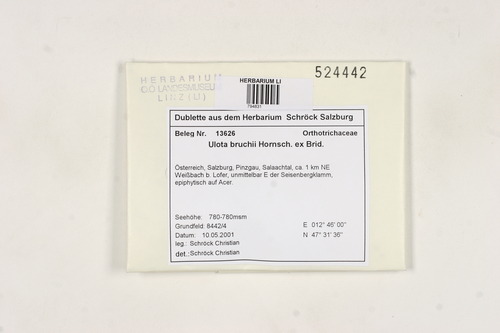 HERBARIUM
O.Ö. LANDESMUSEUM
LINZ (U)
HERBARIUM LI
794831
524442
Dublette aus dem Herbarium Schröck Salzburg
Beleg Nr. 13626 Orthotrichaceae
Ulota bruchii Hornsch. ex Brid.
Österreich, Salzburg, Pinzgau, Salaachtal, ca. 1 km NE
Weißbach b. Lofer, unmittelbar E der Seisenbergklamm,
epiphytisch auf Acer.
Seehöhe: 780-780msm
Grundfeld: 8442/4 E 012° 46' 00"
Datum: 10.05.2001 N 47° 31' 36"
leg.: Schröck Christian
det.: Schröck Christian